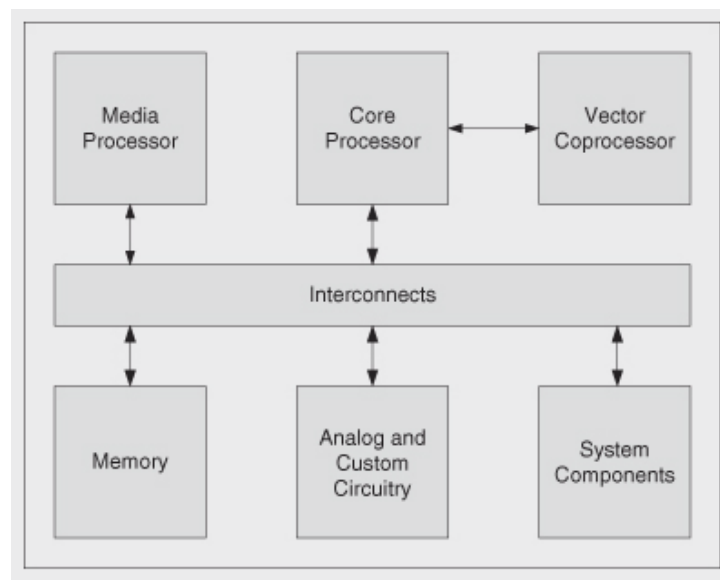 Media
Processor
Core
Processor
Vector
Coprocessor
Interconnects
Memory
Analog and
Custom
Circuitry
System
Components